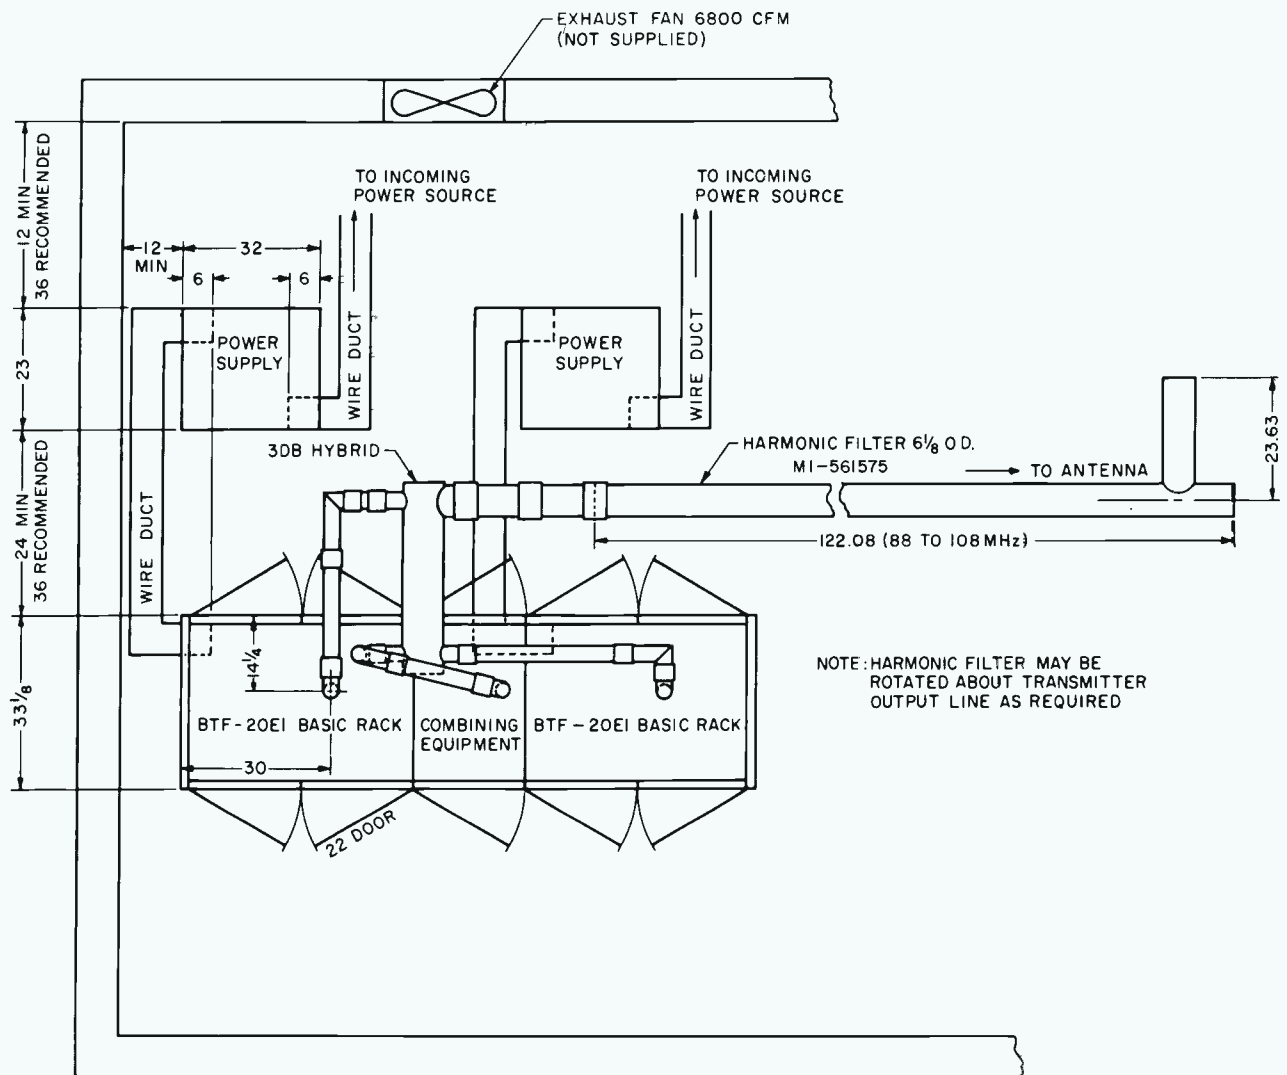 EXHAUST FAN 6800 CFM
(NOT SUPPLIED)
12 MIN
36 RECOMMENDED
TO INCOMING
POWER SOURCE
TO INCOMING
POWER SOURCE
12
MIN
32
6
6
23
POWER
SUPPLY
WIRE DUCT
POWER
SUPPLY
WIRE DUCT
23.63
24 MIN
36 RECOMMENDED
3DB HYBRID
HARMONIC FILTER 6⅛ O.D.
MI-561575
TO ANTENNA
WIRE DUCT
122.08 (88 TO 108 MHz)
33⅛
14¼
NOTE: HARMONIC FILTER MAY BE
ROTATED ABOUT TRANSMITTER
OUTPUT LINE AS REQUIRED
BTF-20E1 BASIC RACK
COMBINING
EQUIPMENT
BTF-20E1 BASIC RACK
30
22 DOOR